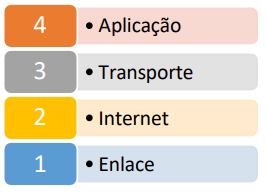 4 • Aplicação
3 • Transporte
2 • Internet
1 • Enlace